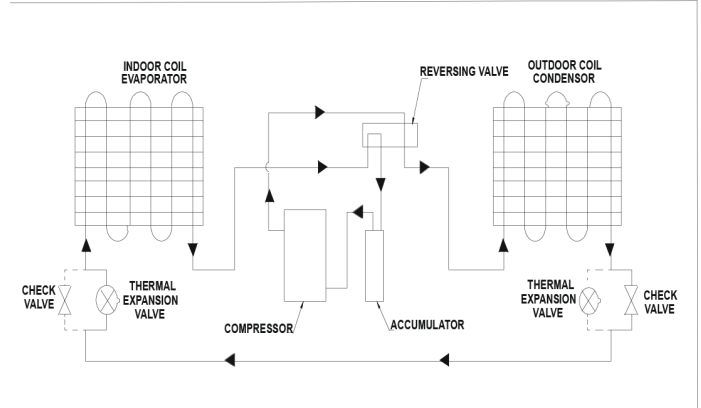 INDOOR COIL
EVAPORATOR
REVERSING VALVE
OUTDOOR COIL
CONDENSOR
CHECK
VALVE
THERMAL
EXPANSION
VALVE
COMPRESSOR
ACCUMULATOR
THERMAL
EXPANSION
VALVE
CHECK
VALVE